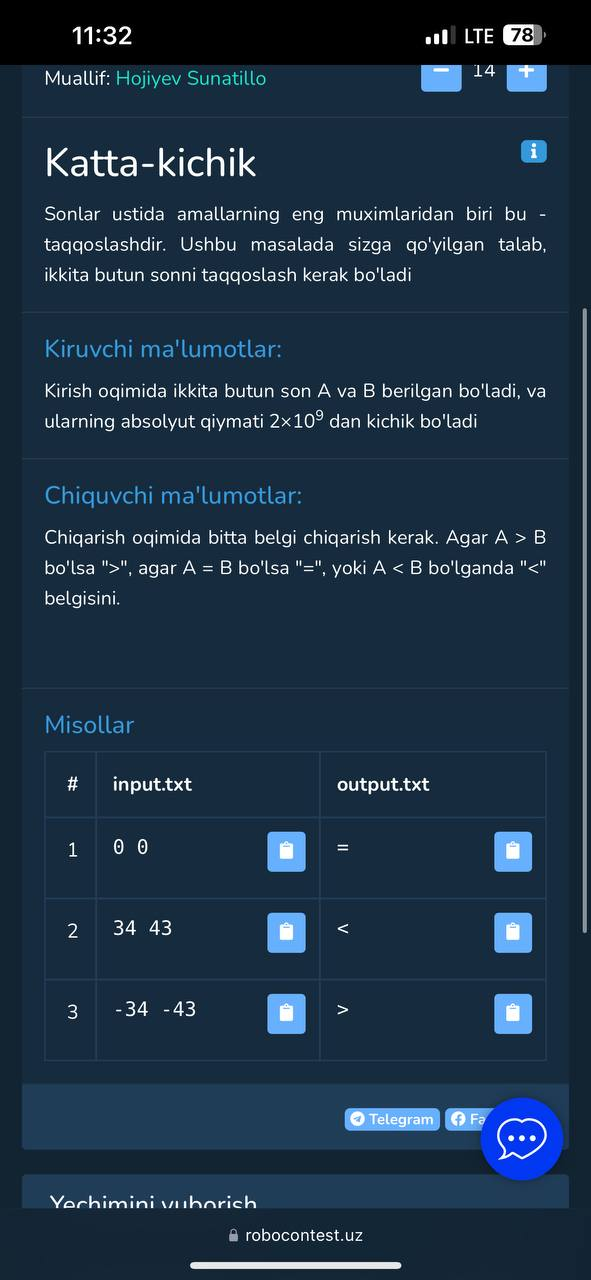 11:32
LTE 78
Muallif: Hojiyev Sunatillo
14
Katta-kichik
Sonlar ustida amallarning eng muximlaridan biri bu -
taqqoslashdir. Ushbu masalada sizga qo'yilgan talab,
ikkita butun sonni taqqoslash kerak bo'ladi
Kiruvchi ma'lumotlar:
Kirish oqimida ikkita butun son A va B berilgan bo'ladi, va
ularning absolyut qiymati 2×10⁹ dan kichik bo'ladi
Chiquvchi ma'lumotlar:
Chiqarish oqimida bitta belgi chiqarish kerak. Agar A > B
bo'lsa ">", agar A = B bo'lsa "=", yoki A < B bo'lganda "<"
belgisini.
Misollar
# input.txt output.txt
1 0 0 =
2 34 43 <
3 -34 -43 >
Telegram Fa
Yechimini yuborish
robocontest.uz